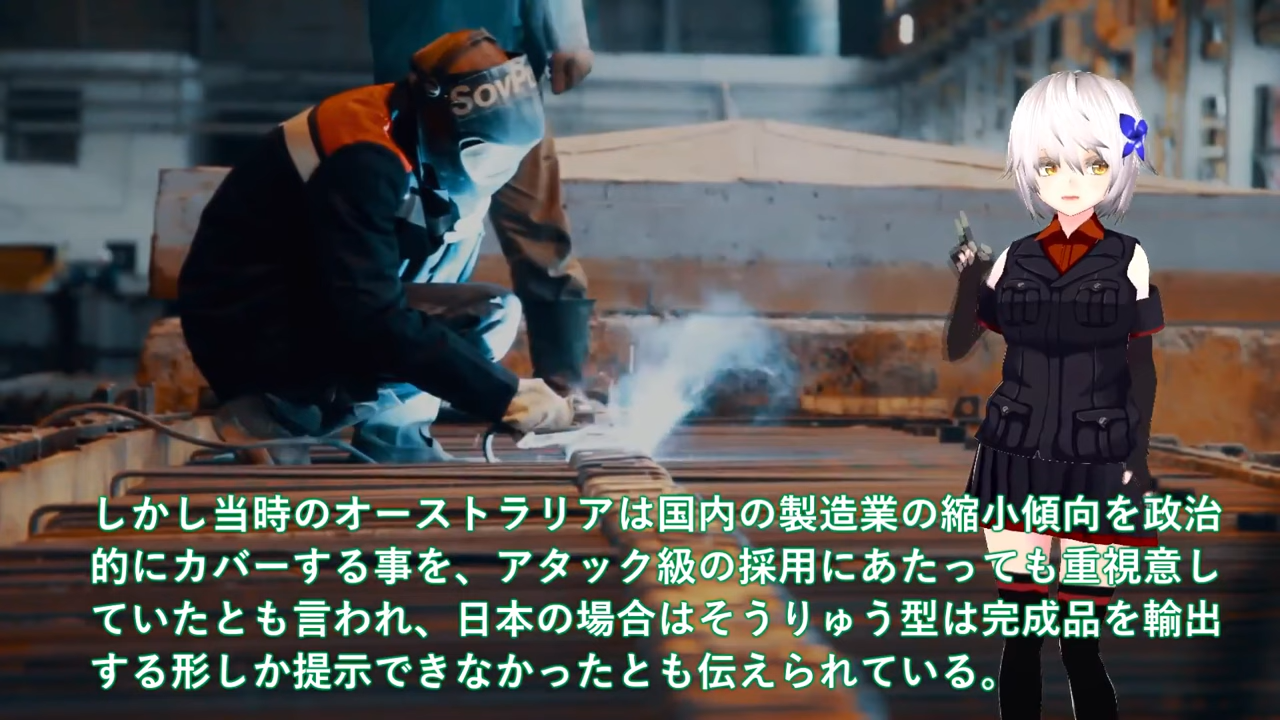 SovPr
しかし当時のオーストラリアは国内の製造業の縮小傾向を政治
的にカバーする事を、アタック級の採用にあたっても重視意し
ていたとも言われ、日本の場合はそうりゅう型は完成品を輸出
する形しか提示できなかったとも伝えられている。